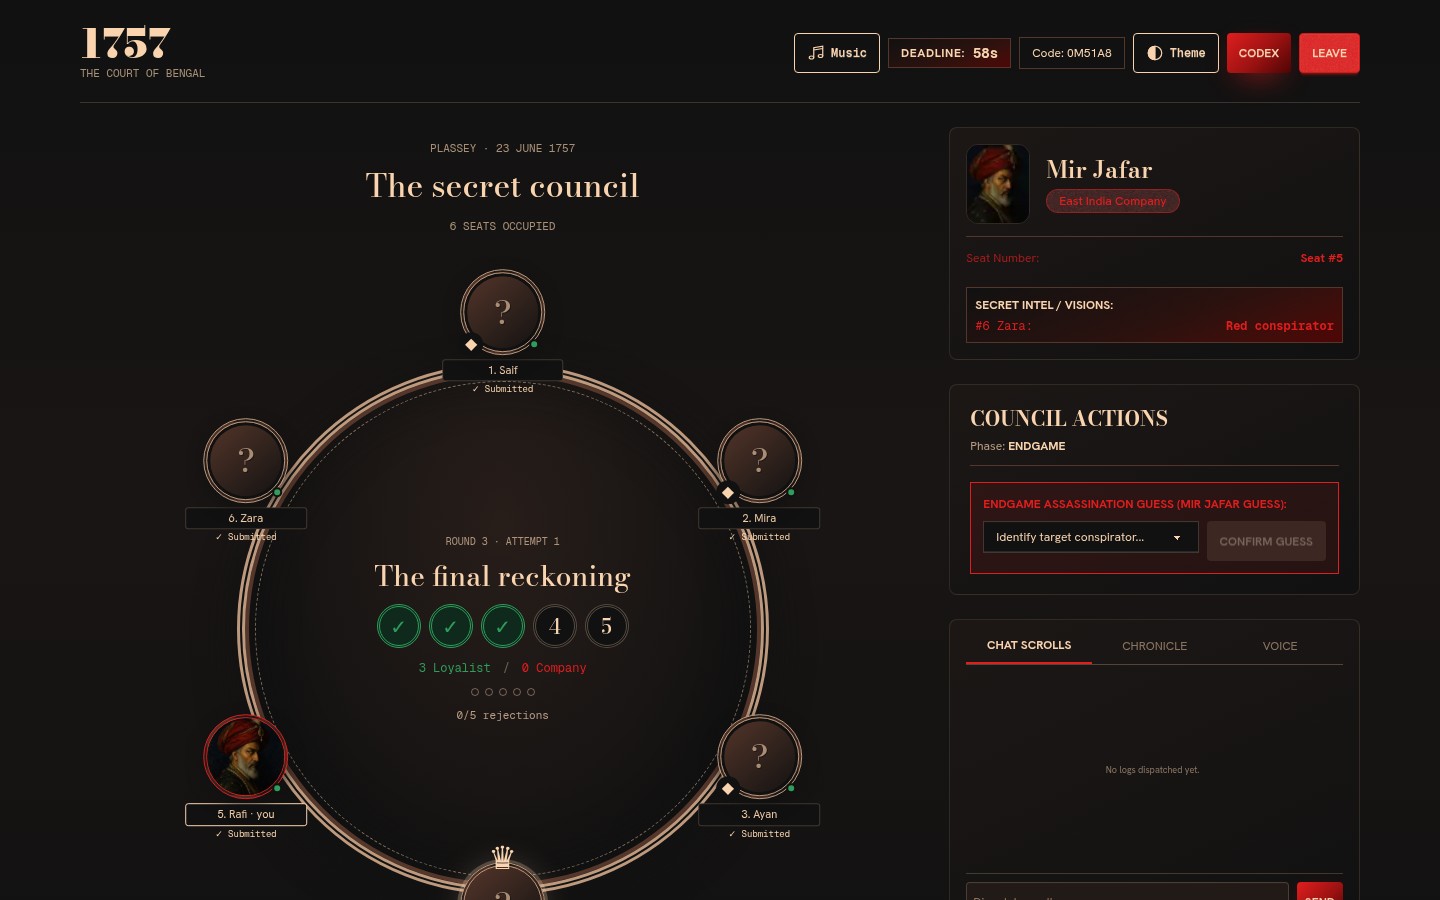 1757
THE COURT OF BENGAL
Music
DEADLINE: 58s
Code: 0M51A8
Theme
CODEX
LEAVE
PLASSEY · 23 JUNE 1757
The secret council
6 SEATS OCCUPIED
?
1. Saif
✓ Submitted
?
6. Zara
✓ Submitted
?
2. Mira
✓ Submitted
ROUND 3 · ATTEMPT 1
The final reckoning
✓ ✓ ✓ 4 5
3 Loyalist / 0 Company
0/5 rejections
5. Rafi · you
✓ Submitted
?
3. Ayan
✓ Submitted
Mir Jafar
East India Company
Seat Number: Seat #5
SECRET INTEL / VISIONS:
#6 Zara: Red conspirator
COUNCIL ACTIONS
Phase: ENDGAME
ENDGAME ASSASSINATION GUESS (MIR JAFAR GUESS):
Identify target conspirator...
CONFIRM GUESS
CHAT SCROLLS
CHRONICLE
VOICE
No logs dispatched yet.
SEND